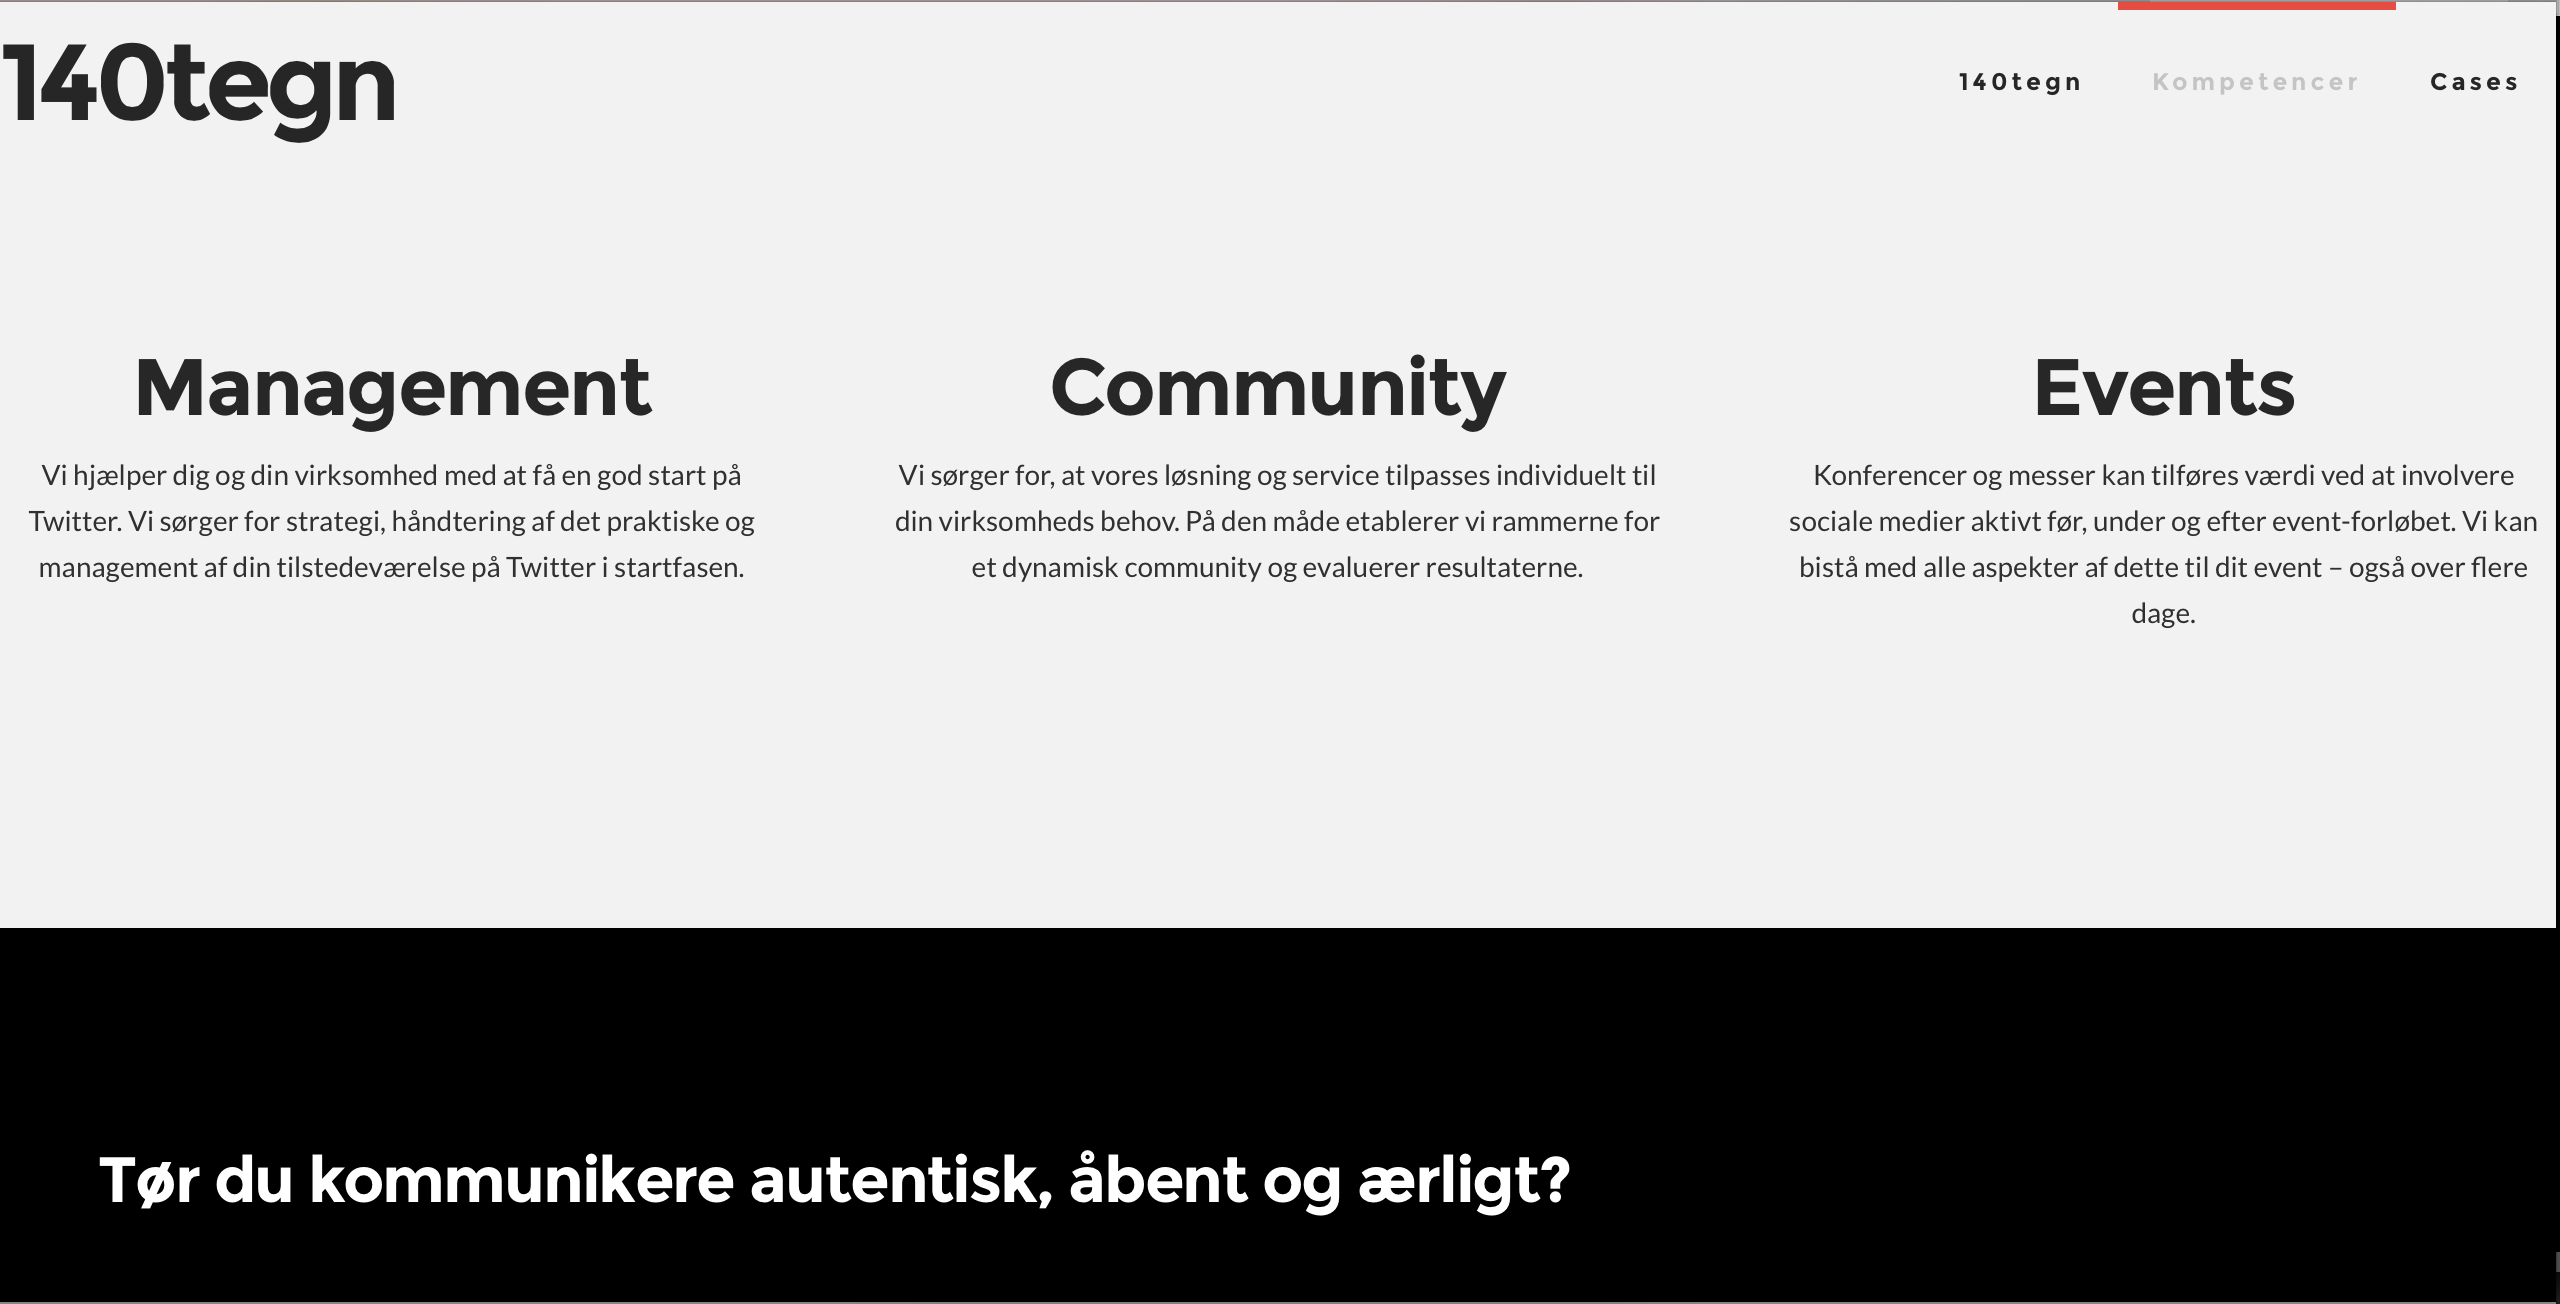 140tegn
140tegn
Kompetencer
Cases
Management
Vi hjælper dig og din virksomhed med at få en god start på
Twitter. Vi sørger for strategi, håndtering af det praktiske og
management af din tilstedeværelse på Twitter i startfasen.
Community
Vi sørger for, at vores løsning og service tilpasses individuelt til
din virksomheds behov. På den måde etablerer vi rammerne for
et dynamisk community og evaluerer resultaterne.
Events
Konferencer og messer kan tilføres værdi ved at involvere
sociale medier aktivt før, under og efter event-forløbet. Vi kan
bistå med alle aspekter af dette til dit event – også over flere
dage.
Tør du kommunikere autentisk, åbent og ærligt?